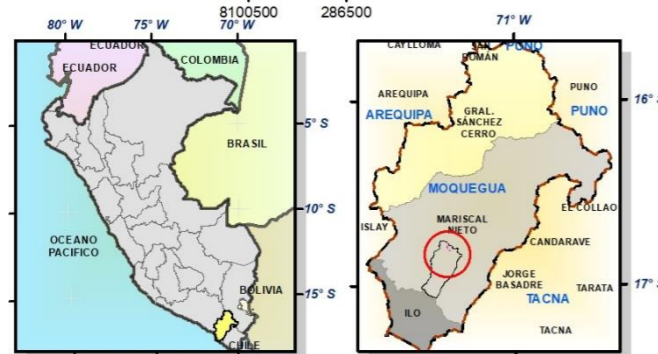 8100500
286500
80° W
75° W
70° W
ECUADOR
ECUADOR
COLOMBIA
5° S
BRASIL
10° S
OCEANO
PACIFICO
BOLIVIA
15° S
CHILE
71° W
CAYLLOMA
SAN
ROMÁN
PUNO
AREQUIPA
PUNO
16°
AREQUIPA
PUNO
GRAL.
SÁNCHEZ
CERRO
MOQUEGUA
EL COLLAO
MARISCAL
NIETO
ISLAY
CANDARAVE
JORGE
BASADRE
17°
TARATA
TACNA
ILO
TACNA